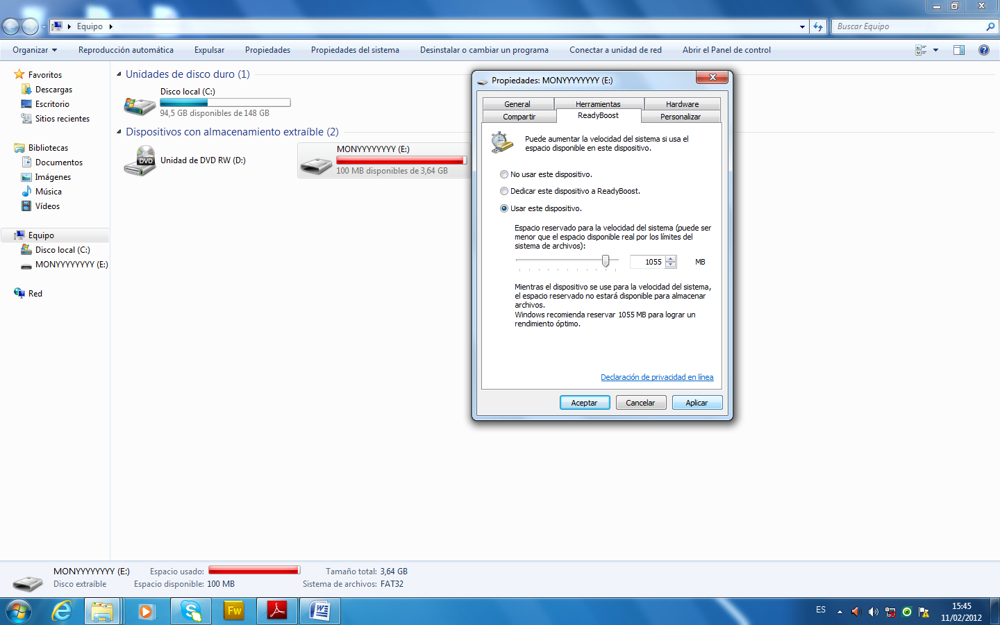 Equipo
Buscar Equipo
Organizar
Reproducción automática
Expulsar
Propiedades
Propiedades del sistema
Desinstalar o cambiar un programa
Conectar a unidad de red
Abrir el Panel de control
Favoritos
Descargas
Escritorio
Sitios recientes
Bibliotecas
Documentos
Imágenes
Música
Vídeos
Equipo
Disco local (C:)
MONYYYYYYYY (E:)
Red
Unidades de disco duro (1)
Disco local (C:)
94,5 GB disponibles de 148 GB
Dispositivos con almacenamiento extraíble (2)
DVD
Unidad de DVD RW (D:)
MONYYYYYYYY (E:)
100 MB disponibles de 3,64 GB
Propiedades: MONYYYYYYYY (E:)
General
Herramientas
Hardware
Compartir
ReadyBoost
Personalizar
Puede aumentar la velocidad del sistema si usa el
espacio disponible en este dispositivo.
No usar este dispositivo.
Dedicar este dispositivo a ReadyBoost.
Usar este dispositivo.
Espacio reservado para la velocidad del sistema (puede ser
menor que el espacio disponible real por los límites del
sistema de archivos):
1055 MB
Mientras el dispositivo se use para la velocidad del sistema,
el espacio reservado no estará disponible para almacenar
archivos.
Windows recomienda reservar 1055 MB para lograr un
rendimiento óptimo.
Declaración de privacidad en línea
Aceptar
Cancelar
Aplicar
MONYYYYYYYY (E:)
Disco extraíble
Espacio usado:
Espacio disponible: 100 MB
Tamaño total: 3,64 GB
Sistema de archivos: FAT32
Fw
ES
15:45
11/02/2012